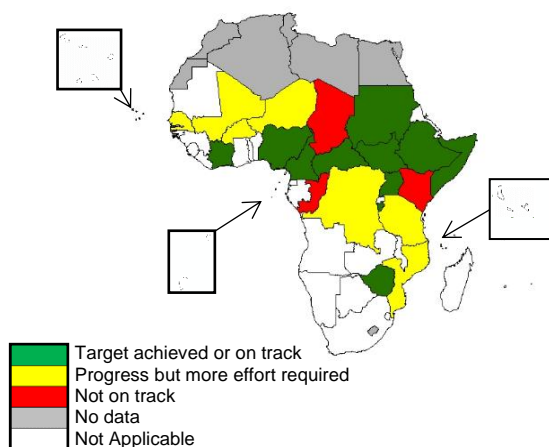 Target achieved or on track
Progress but more effort required
Not on track
No data
Not Applicable